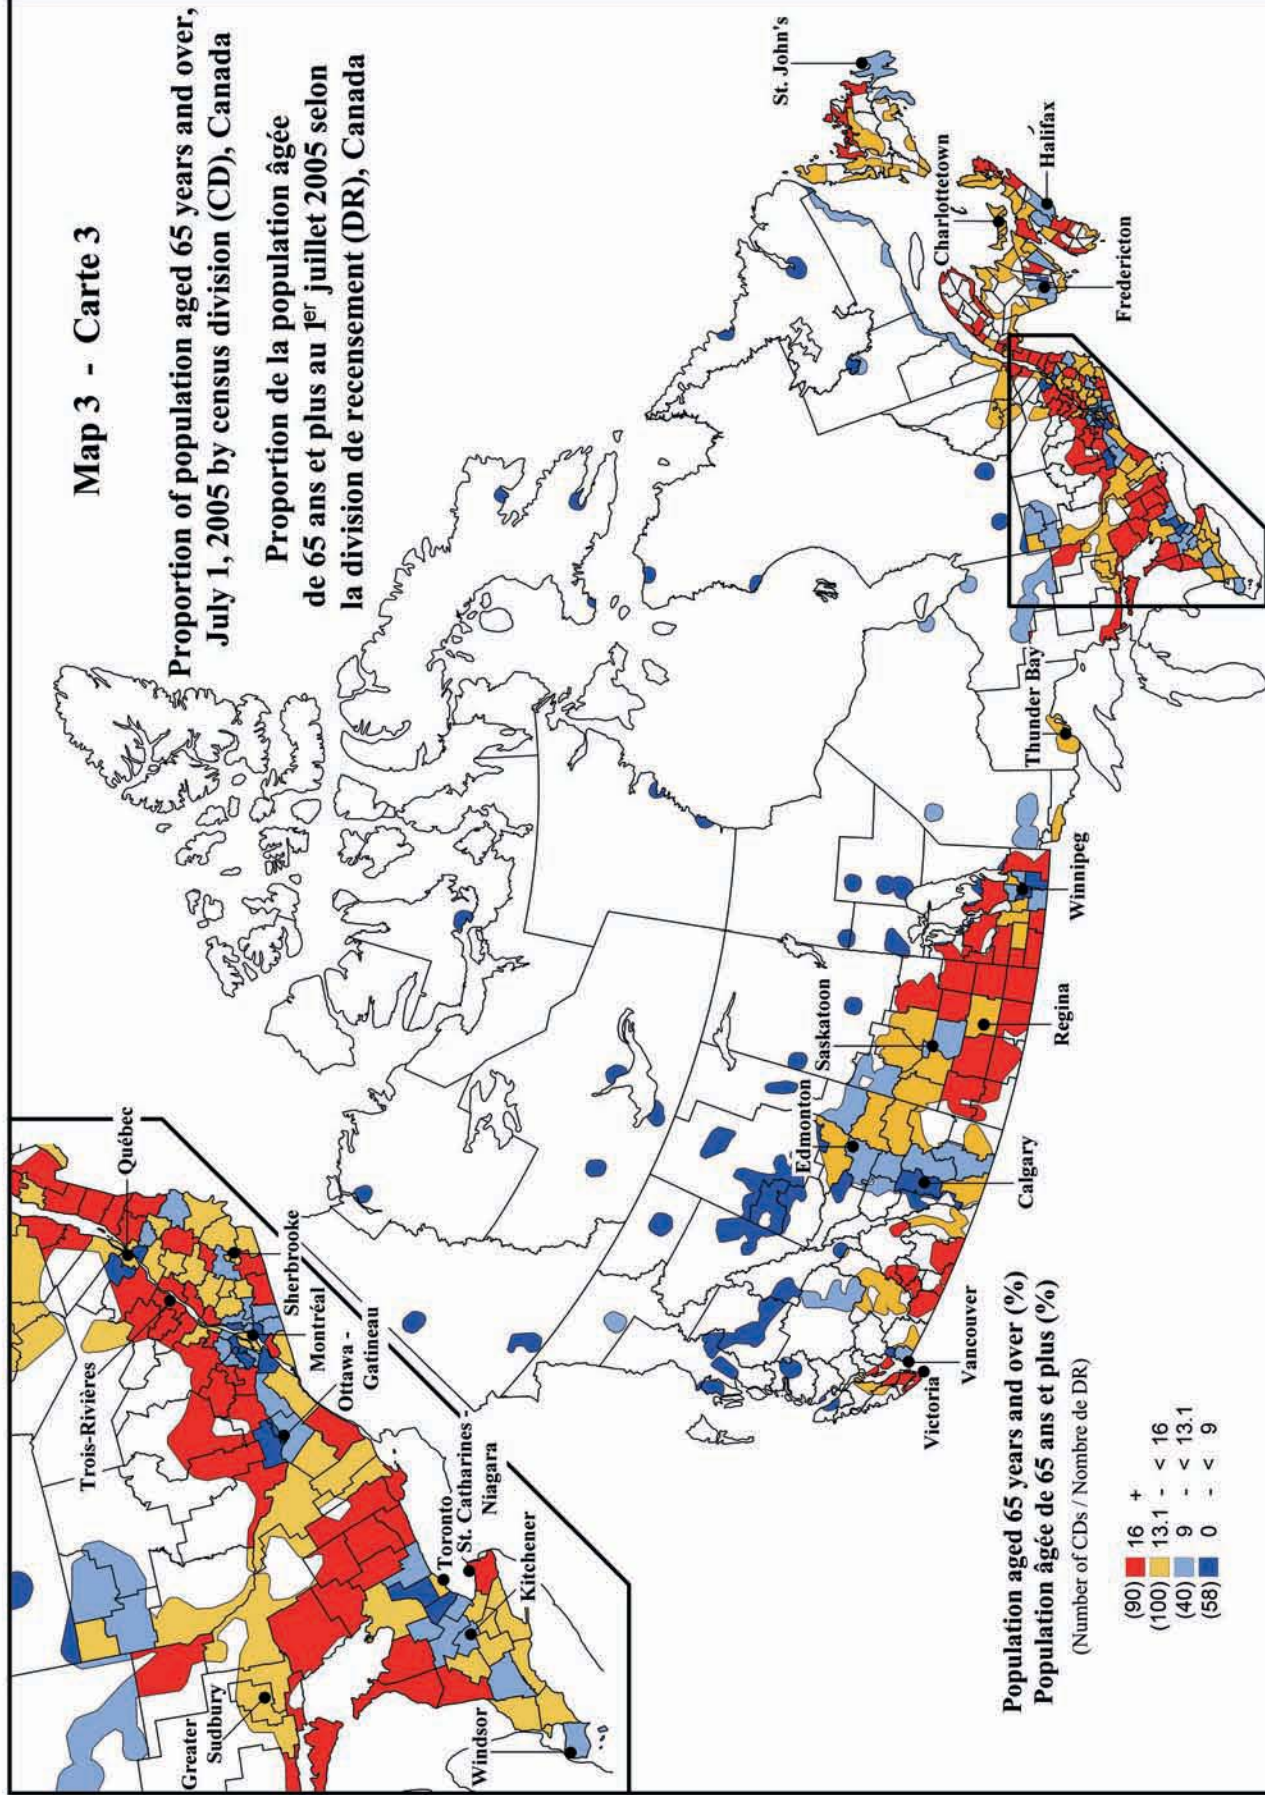 Map 3 - Carte 3
Proportion of population aged 65 years and over,
July 1, 2005 by census division (CD), Canada
Proportion de la population âgée
de 65 ans et plus au 1er juillet 2005 selon
la division de recensement (DR), Canada
Québec
Trois-Rivières
Sherbrooke
Montréal
Ottawa -
Gatineau
Greater
Sudbury
Toronto
St. Catharines -
Niagara
Kitchener
Windsor
St. John's
Charlottetown
Halifax
Fredericton
Thunder Bay
Winnipeg
Regina
Saskatoon
Edmonton
Calgary
Vancouver
Victoria
Population aged 65 years and over (%)
Population âgée de 65 ans et plus (%)
(Number of CDs / Nombre de DR)
(90) 16 +
(100) 13.1 - < 16
(40) 9 - < 13.1
(58) 0 - < 9